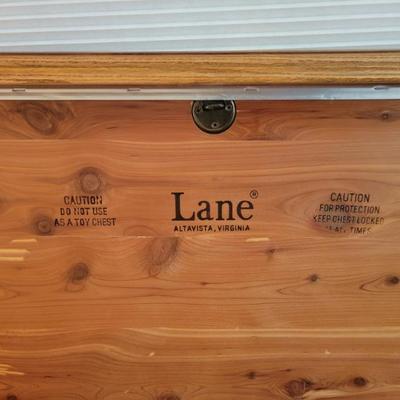 CAUTION
DO NOT USE
AS A TOY CHEST
Lane®
ALTAVISTA, VIRGINIA
CAUTION
FOR PROTECTION
KEEP CHEST LOCKED
TIMES